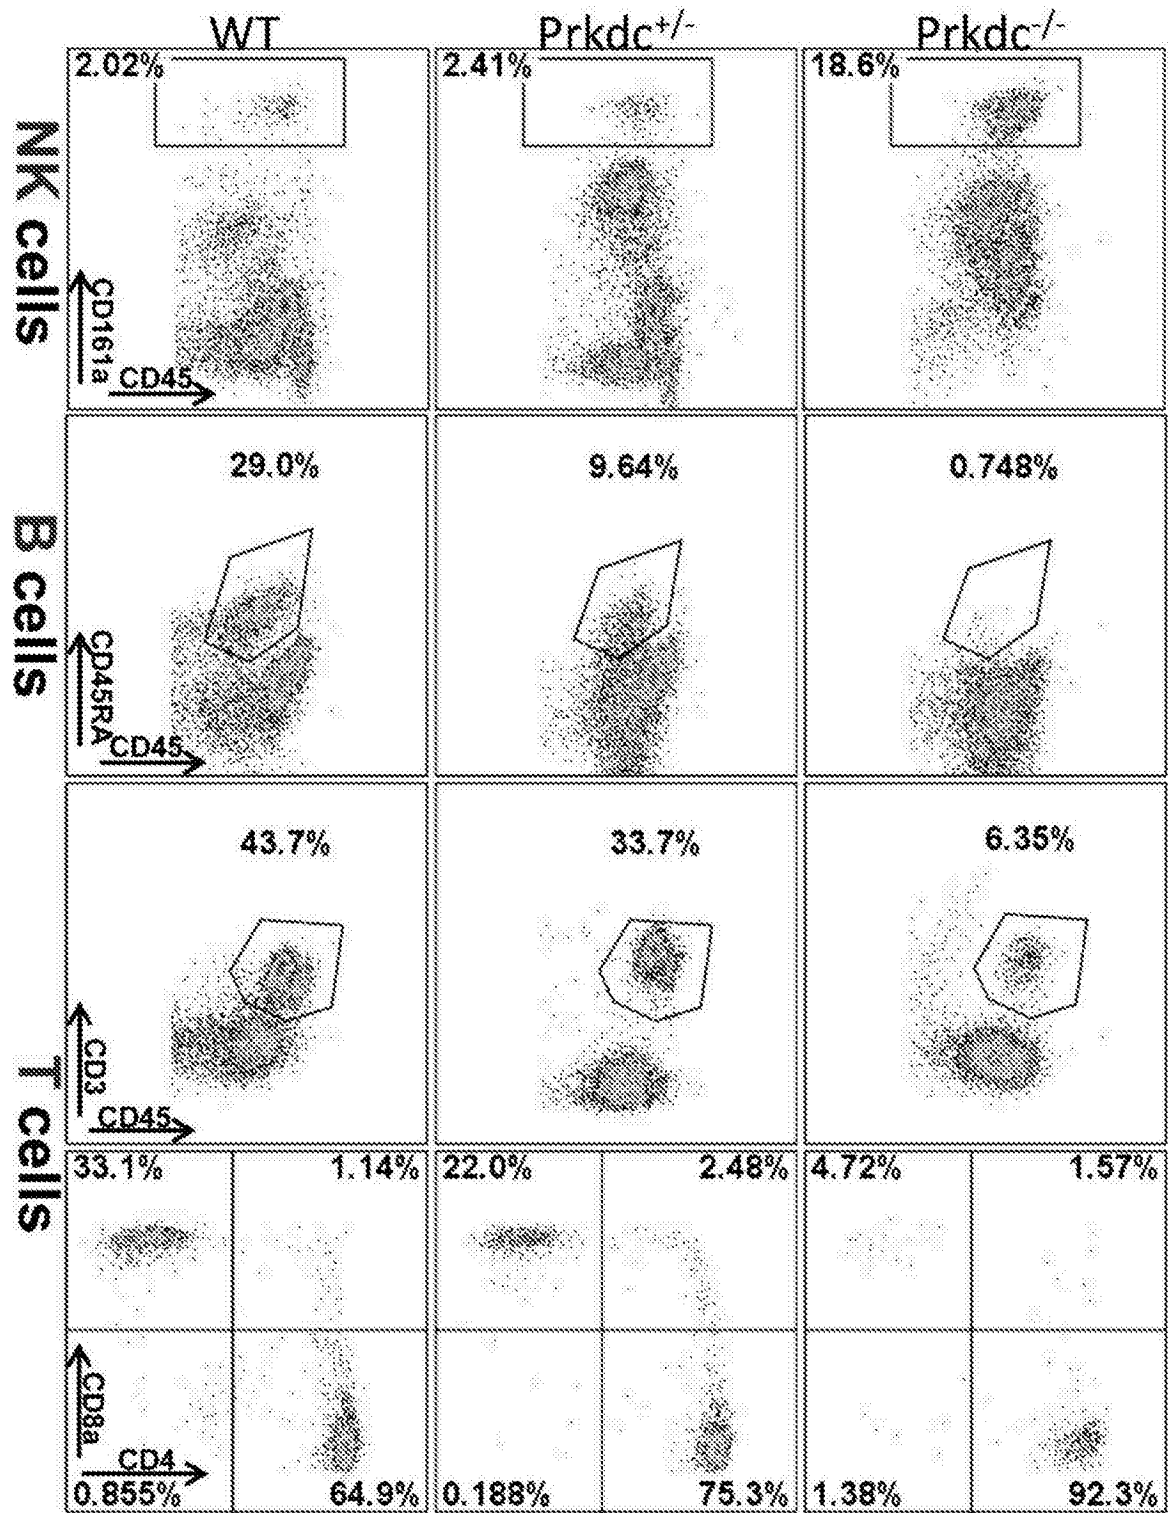 WT Prkdc+/- Prkdc-/-
NK cells
2.02% 2.41% 18.6%
CD161a
CD45
B cells
29.0% 9.64% 0.748%
CD45RA
CD45
T cells
43.7% 33.7% 6.35%
CD3
CD45
33.1% 1.14% 22.0% 2.48% 4.72% 1.57%
CD8a
CD4
0.855% 64.9% 0.188% 75.3% 1.38% 92.3%